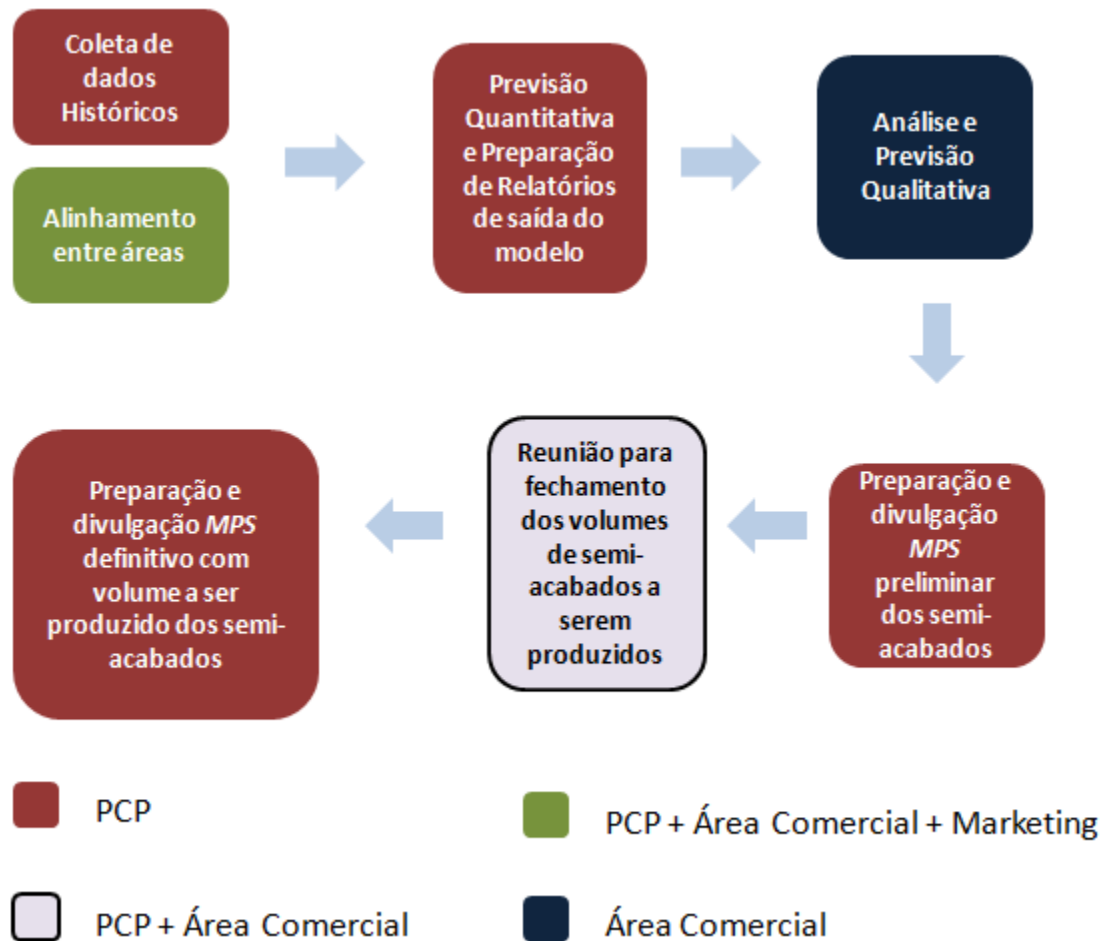 Coleta de
dados
Históricos
Alinhamento
entre áreas
Previsão
Quantitativa
e Preparação
de Relatórios
de saída do
modelo
Análise e
Previsão
Qualitativa
Preparação e
divulgação
MPS
preliminar
dos semi-
acabados
Reunião para
fechamento
dos volumes
de semi-
acabados a
serem
produzidos
Preparação e
divulgação MPS
definitivo com
volume a ser
produzido dos semi-
acabados
PCP
PCP + Área Comercial + Marketing
PCP + Área Comercial
Área Comercial